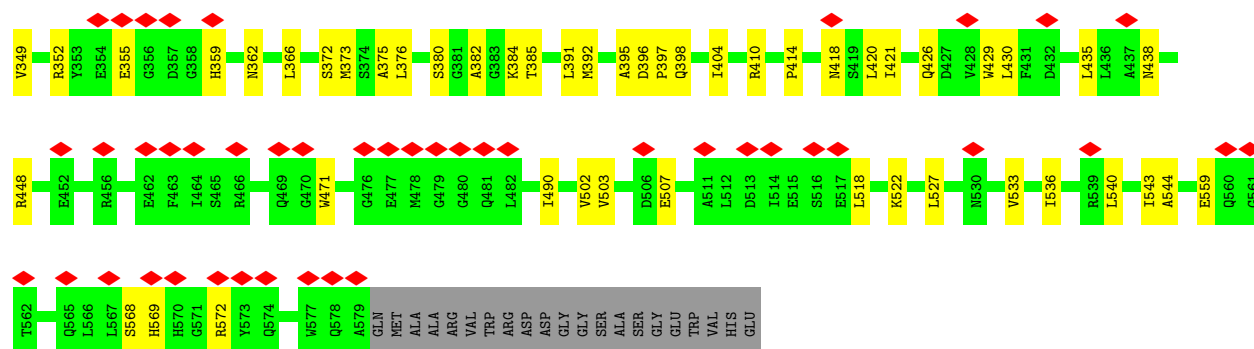 V349 R352 Y353 E354 E355 G356 D357 G358 H359 N362 L366 S372 M373 S374 A375 L376 S380 G381 A382 G383 K384 T385 L391 M392 A395 D396 P397 Q398 I404 R410 P414 N418 S419 L420 I421 Q426 D427 V428 W429 L430 F431 D432 L435 L436 A437 N438
R448 E452 R456 E462 F463 I464 S465 R466 Q469 G470 W471 G476 E477 M478 G479 G480 Q481 L482 I490 V502 V503 D506 E507 A511 L512 D513 I514 E515 S516 E517 L518 K522 L527 N530 V533 I536 R539 L540 I543 A544 E559 Q560 G561
T562 Q565 L566 L567 S568 H569 H570 G571 R572 Y573 Q574 W577 Q578 A579 GLN MET ALA ALA ARG VAL TRP ARG ASP ASP GLY GLY SER ALA SER GLY GLU TRP VAL HIS GLU